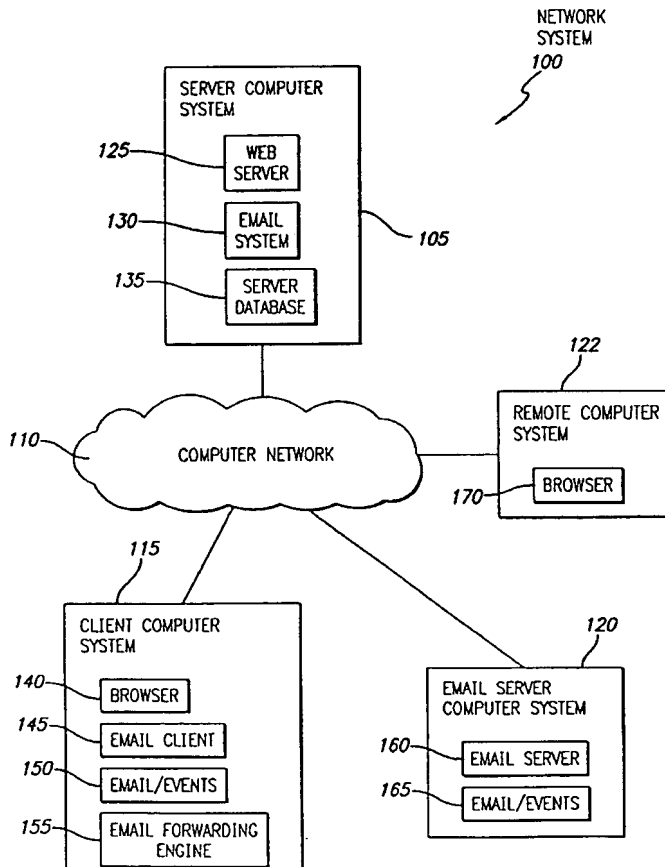 NETWORK
SYSTEM
100
SERVER COMPUTER
SYSTEM
125
WEB
SERVER
130
EMAIL
SYSTEM
105
135
SERVER
DATABASE
122
110
COMPUTER NETWORK
REMOTE COMPUTER
SYSTEM
170
BROWSER
115
CLIENT COMPUTER
SYSTEM
120
140
BROWSER
EMAIL SERVER
COMPUTER SYSTEM
145
EMAIL CLIENT
160
EMAIL SERVER
150
EMAIL/EVENTS
165
EMAIL/EVENTS
155
EMAIL FORWARDING
ENGINE